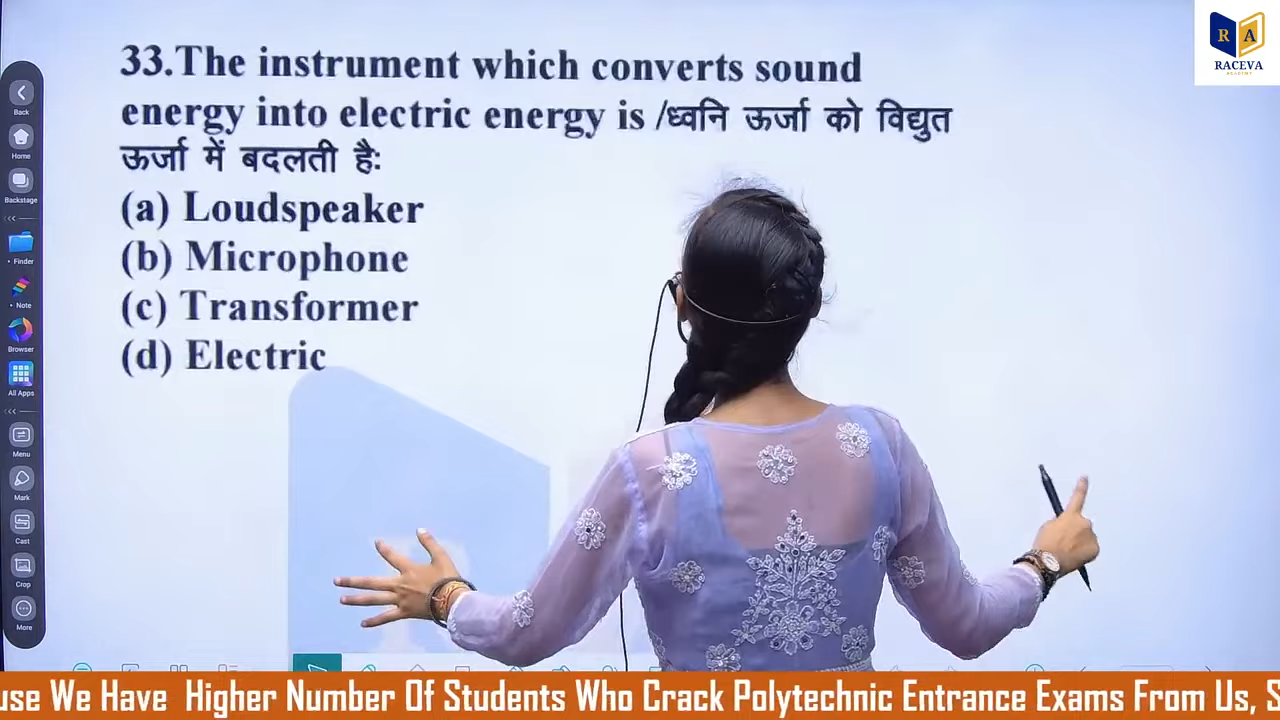 R A
RACEVA
ACADEMY
33.The instrument which converts sound
energy into electric energy is /ध्वनि ऊर्जा को विद्युत
ऊर्जा में बदलती हैः
(a) Loudspeaker
(b) Microphone
(c) Transformer
(d) Electric
Back
Home
Backstage
Finder
Note
Browser
All Apps
Menu
Mark
Cast
Crop
More
use We Have Higher Number Of Students Who Crack Polytechnic Entrance Exams From Us, S